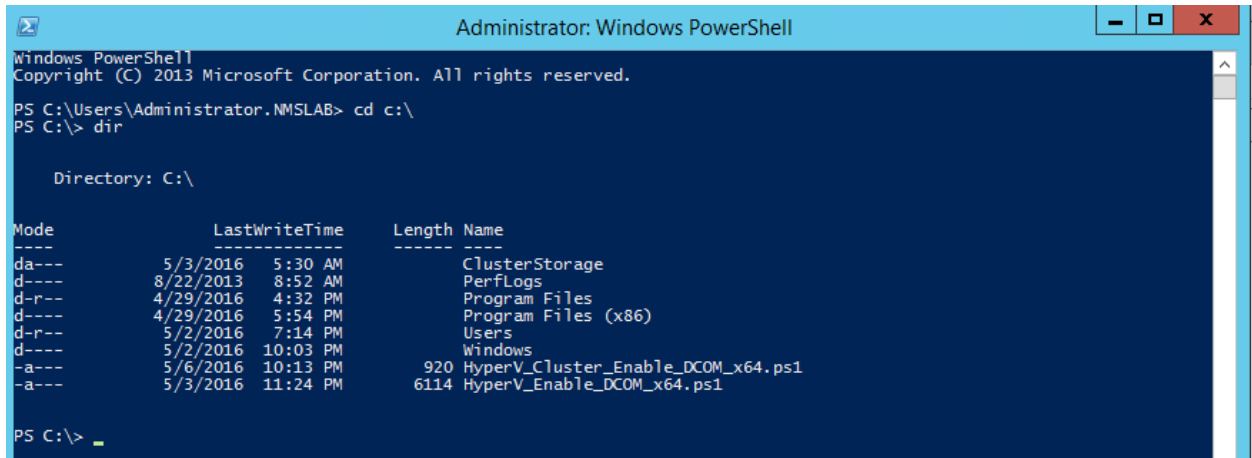 Administrator: Windows PowerShell
Windows PowerShell
Copyright (C) 2013 Microsoft Corporation. All rights reserved.
PS C:\Users\Administrator.NMSLAB> cd c:\
PS C:\> dir
Directory: C:\
Mode LastWriteTime Length Name
---- ------------- ------ ----
da--- 5/3/2016 5:30 AM ClusterStorage
d---- 8/22/2013 8:52 AM PerfLogs
d-r-- 4/29/2016 4:32 PM Program Files
d---- 4/29/2016 5:54 PM Program Files (x86)
d-r-- 5/2/2016 7:14 PM Users
d---- 5/2/2016 10:03 PM Windows
-a--- 5/6/2016 10:13 PM 920 HyperV_Cluster_Enable_DCOM_x64.ps1
-a--- 5/3/2016 11:24 PM 6114 HyperV_Enable_DCOM_x64.ps1
PS C:\> _